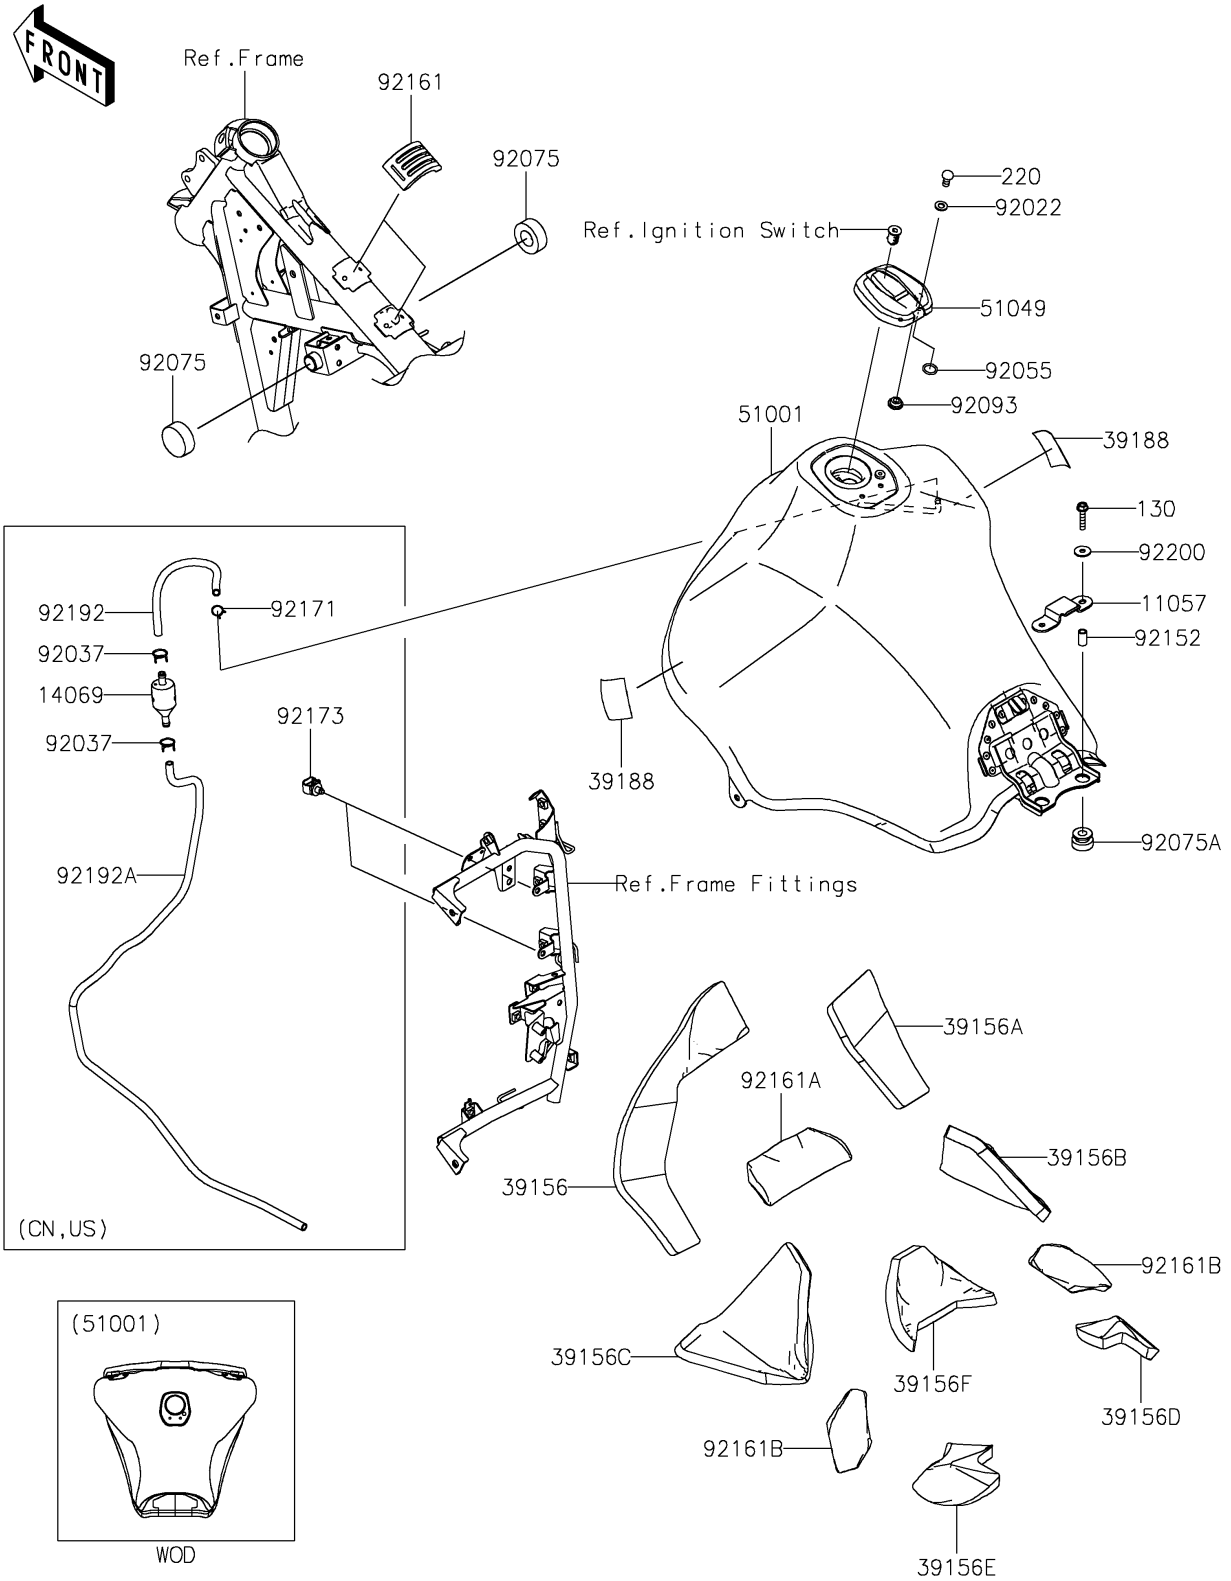 FRONT
Ref.Frame
92161
92075
220
92022
Ref.Ignition Switch
51049
92075
92055
92093
51001
39188
130
92200
11057
92152
92192
92171
92037
14069
92037
92173
39188
92075A
92192A
Ref.Frame Fittings
39156A
92161A
39156B
39156
(CN,US)
92161B
(51001)
39156C
39156F
39156D
92161B
WOD
39156E